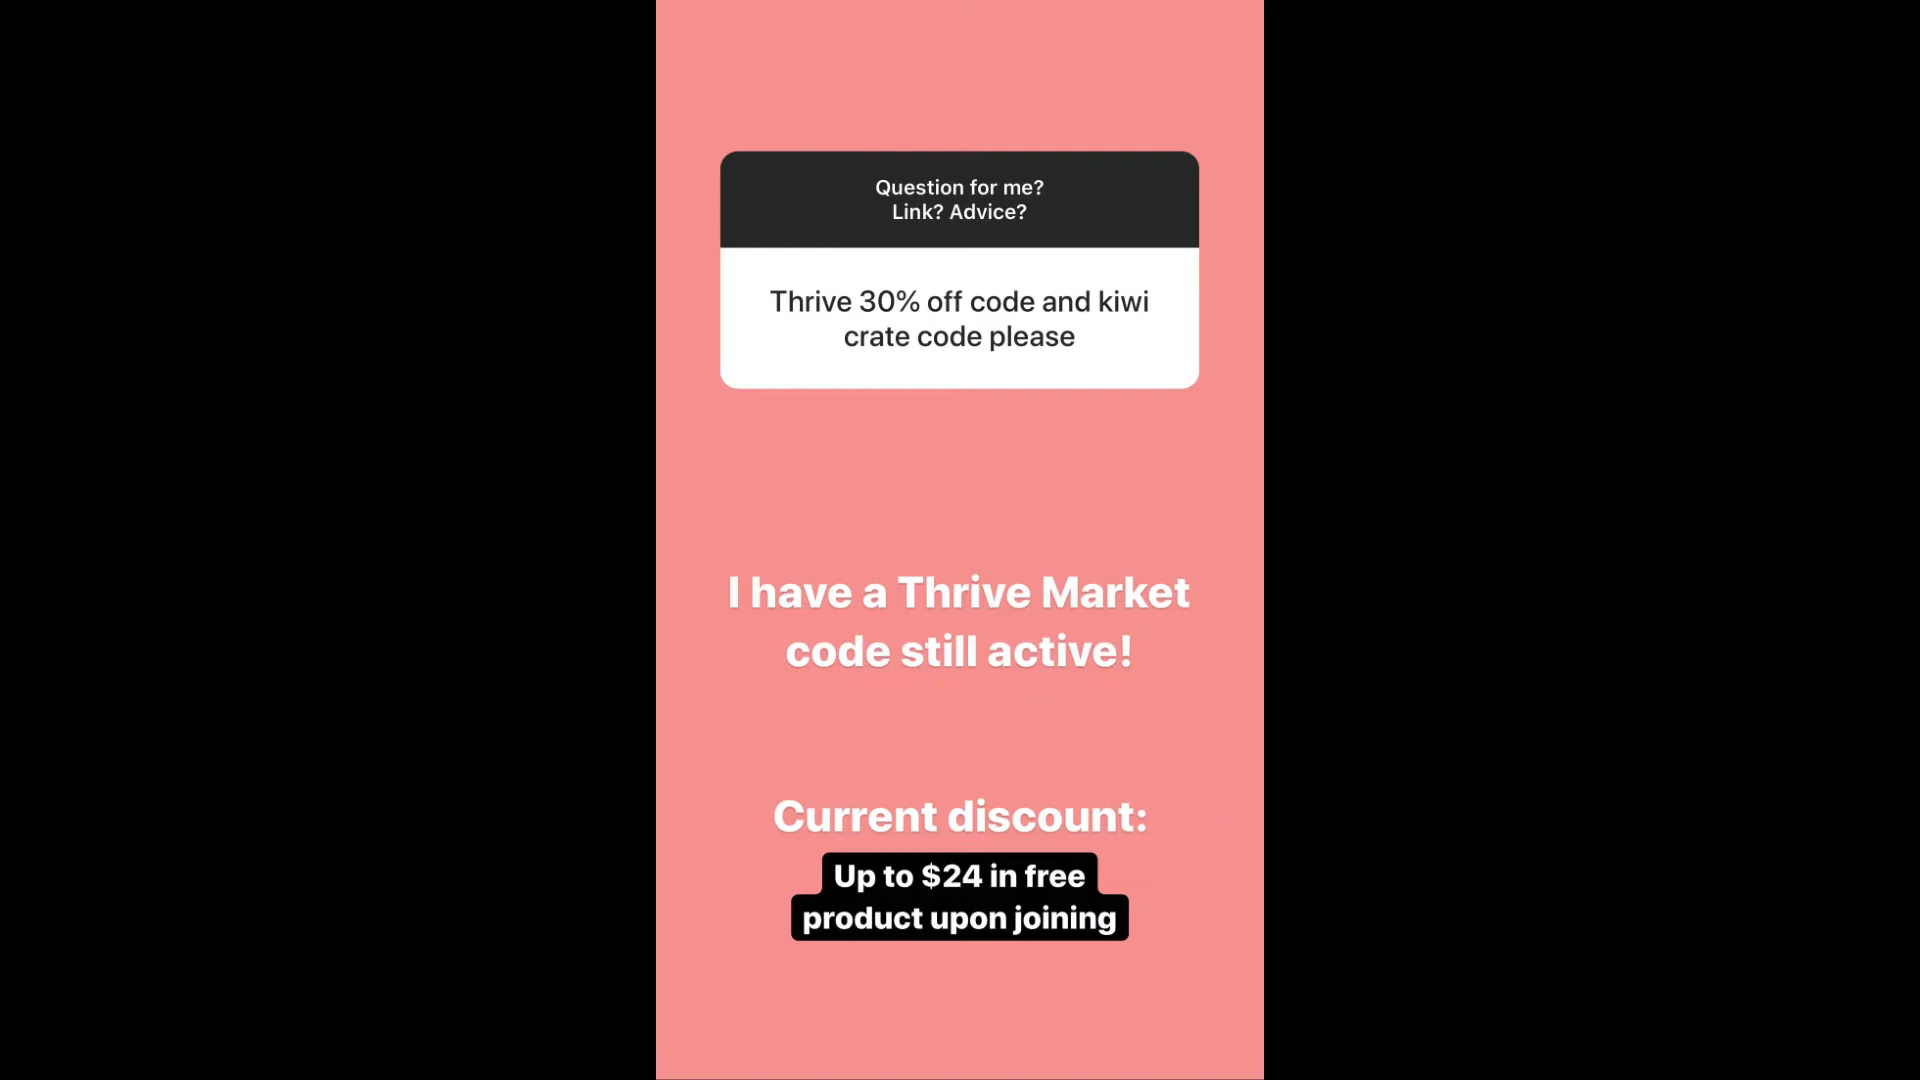 Question for me?
Link? Advice?
Thrive 30% off code and kiwi
crate code please
I have a Thrive Market
code still active!
Current discount:
Up to $24 in free
product upon joining